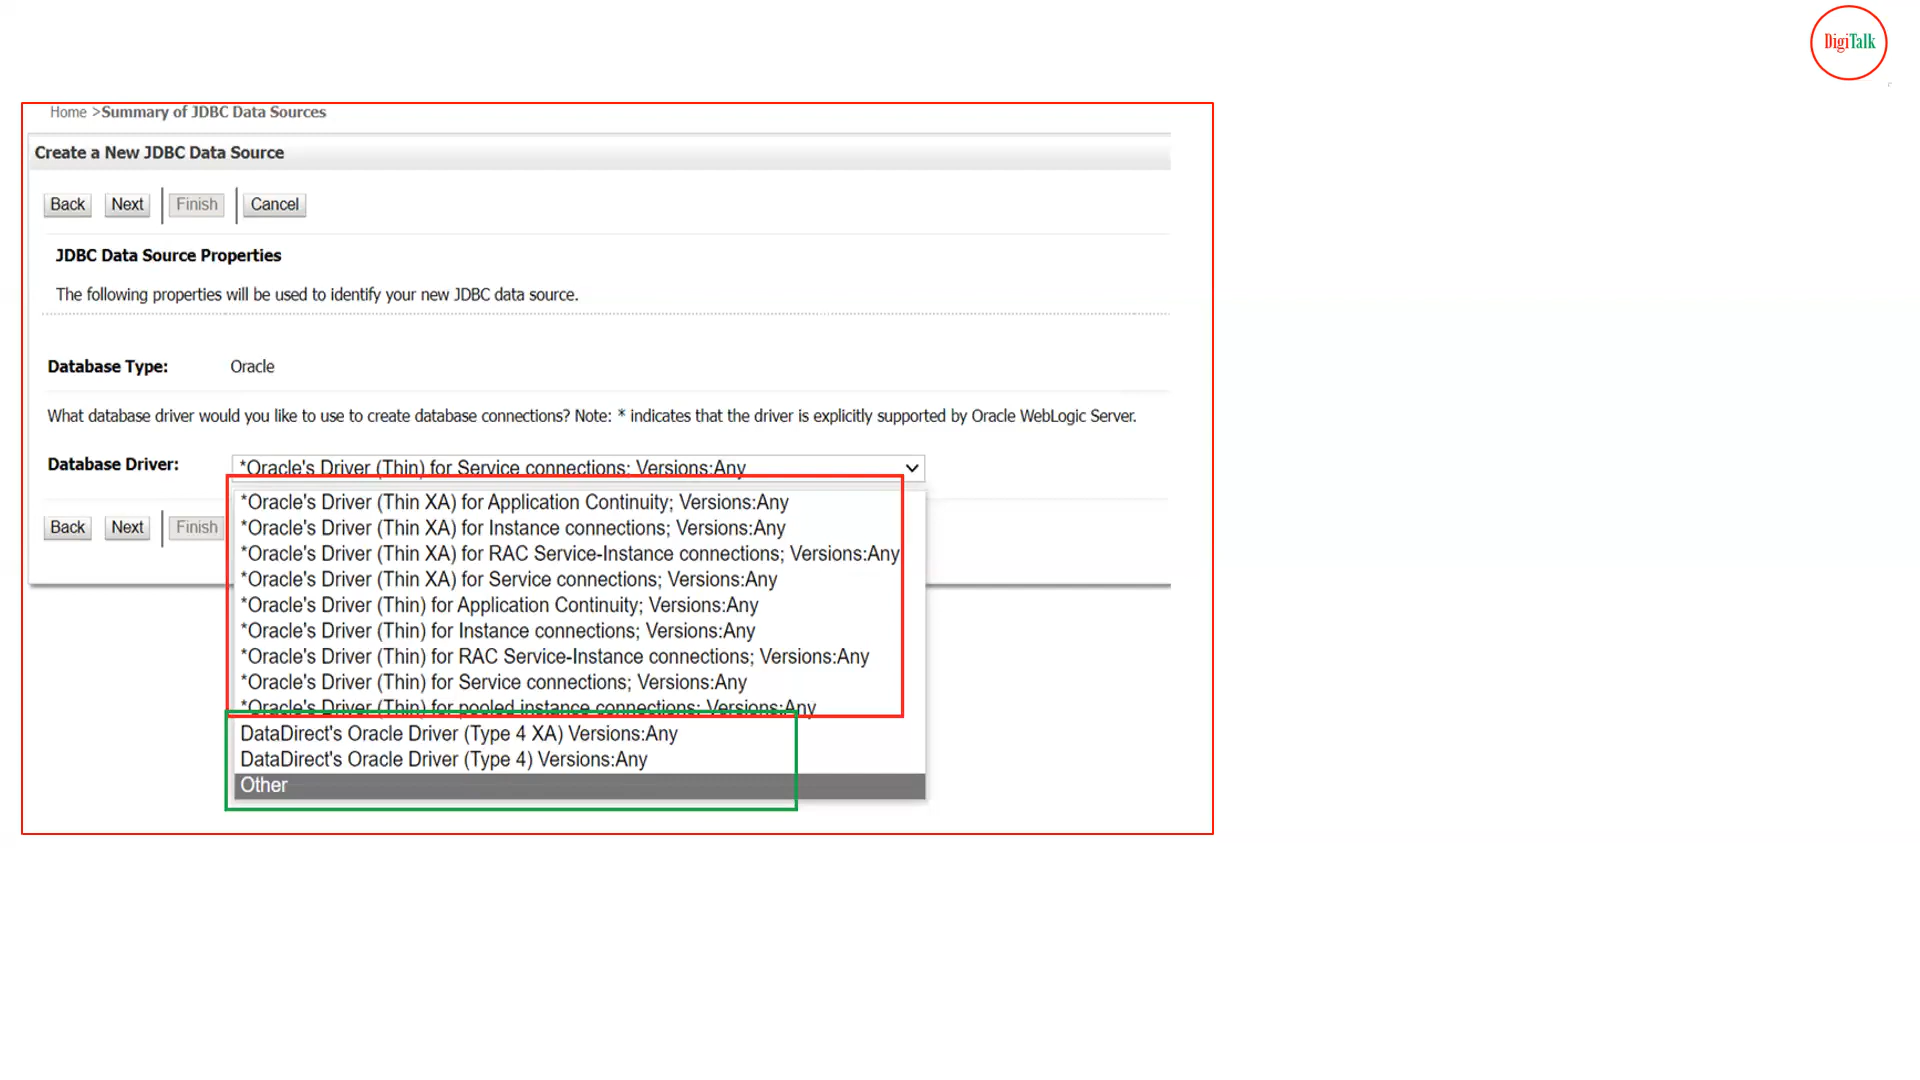 DigiTalk
Home >Summary of JDBC Data Sources
Create a New JDBC Data Source
Back Next Finish Cancel
JDBC Data Source Properties
The following properties will be used to identify your new JDBC data source.
Database Type: Oracle
What database driver would you like to use to create database connections? Note: * indicates that the driver is explicitly supported by Oracle WebLogic Server.
Database Driver: *Oracle's Driver (Thin) for Service connections; Versions:Any
*Oracle's Driver (Thin XA) for Application Continuity; Versions:Any
Back Next Finish *Oracle's Driver (Thin XA) for Instance connections; Versions:Any
*Oracle's Driver (Thin XA) for RAC Service-Instance connections; Versions:Any
*Oracle's Driver (Thin XA) for Service connections; Versions:Any
*Oracle's Driver (Thin) for Application Continuity; Versions:Any
*Oracle's Driver (Thin) for Instance connections; Versions:Any
*Oracle's Driver (Thin) for RAC Service-Instance connections; Versions:Any
*Oracle's Driver (Thin) for Service connections; Versions:Any
*Oracle's Driver (Thin) for pooled instance connections; Versions:Any
DataDirect's Oracle Driver (Type 4 XA) Versions:Any
DataDirect's Oracle Driver (Type 4) Versions:Any
Other